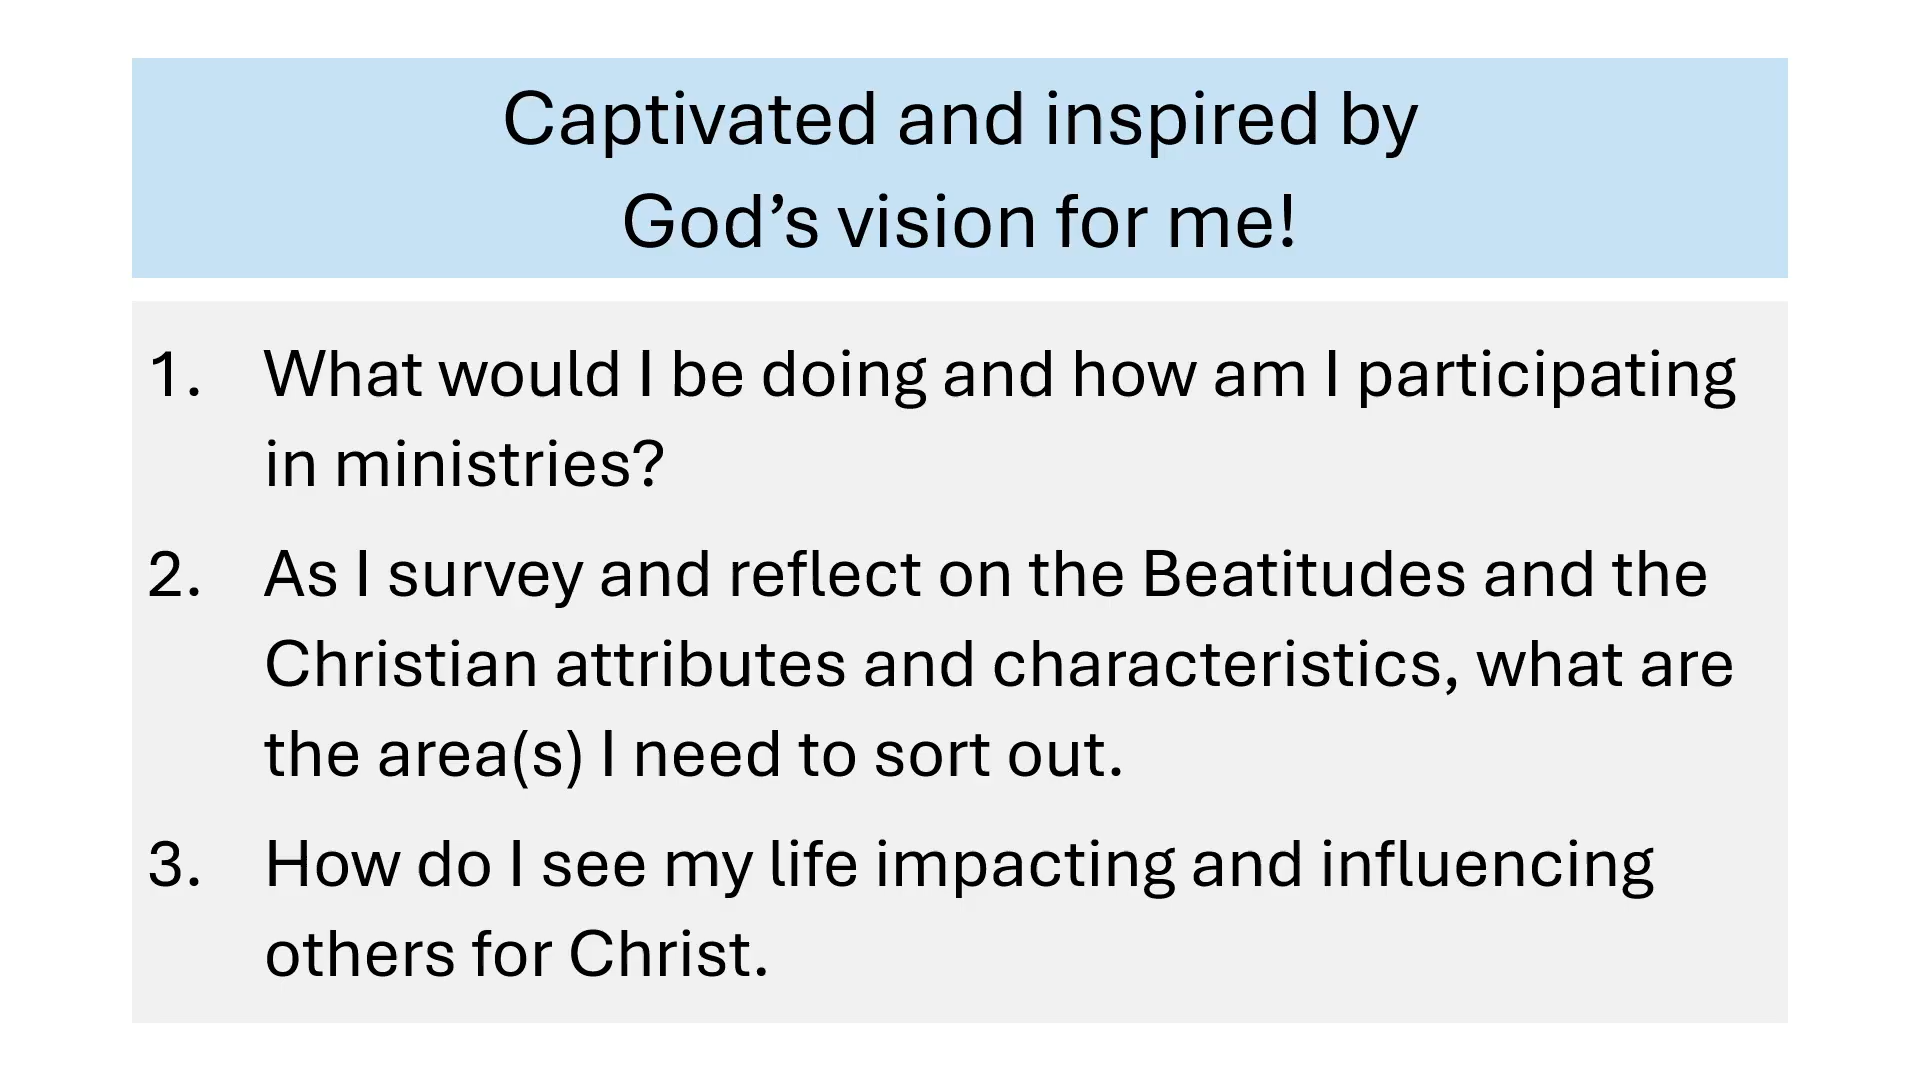 Captivated and inspired by
God’s vision for me!
1. What would I be doing and how am I participating
in ministries?
2. As I survey and reflect on the Beatitudes and the
Christian attributes and characteristics, what are
the area(s) I need to sort out.
3. How do I see my life impacting and influencing
others for Christ.